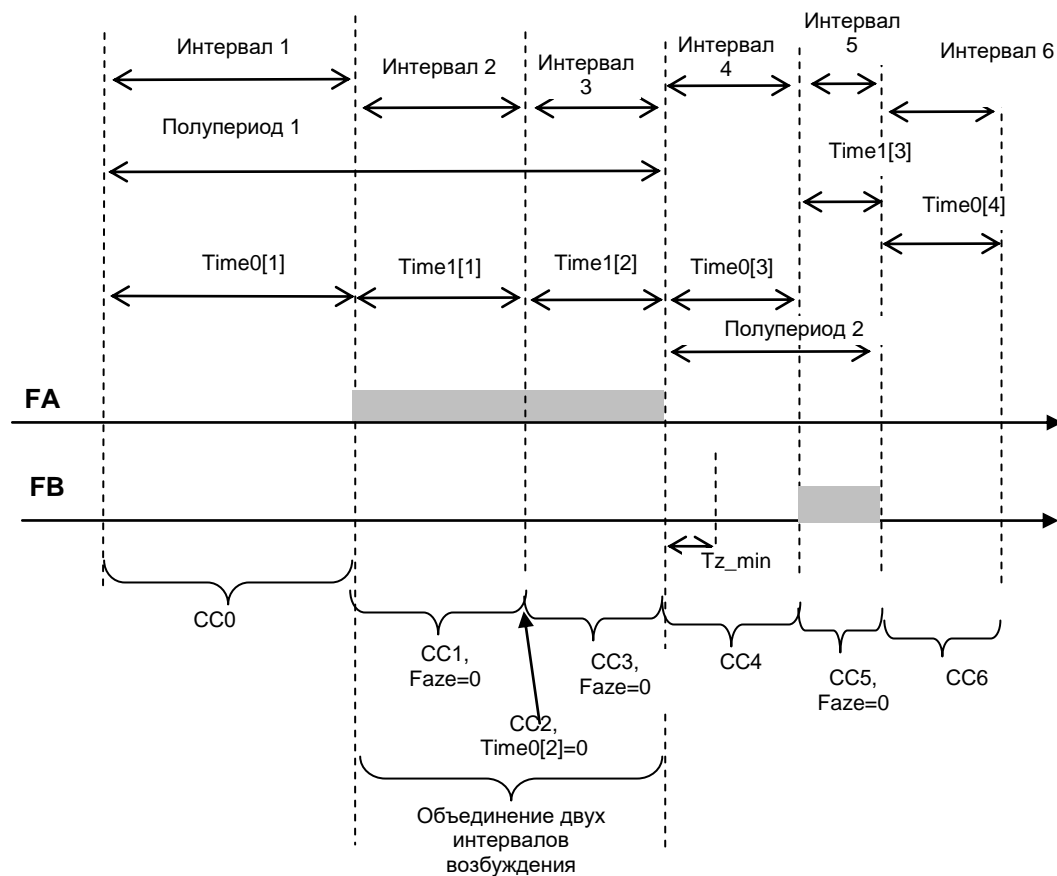 Интервал 1
Интервал 2
Интервал
3
Интервал
4
Интервал
5
Интервал 6
Полупериод 1
Time1[3]
Time0[4]
Time0[1]
Time1[1]
Time1[2]
Time0[3]
Полупериод 2
FA
FB
Tz_min
CC0
CC1,
Faze=0
CC3,
Faze=0
CC4
CC5,
Faze=0
CC6
CC2,
Time0[2]=0
Объединение двух
интервалов
возбуждения